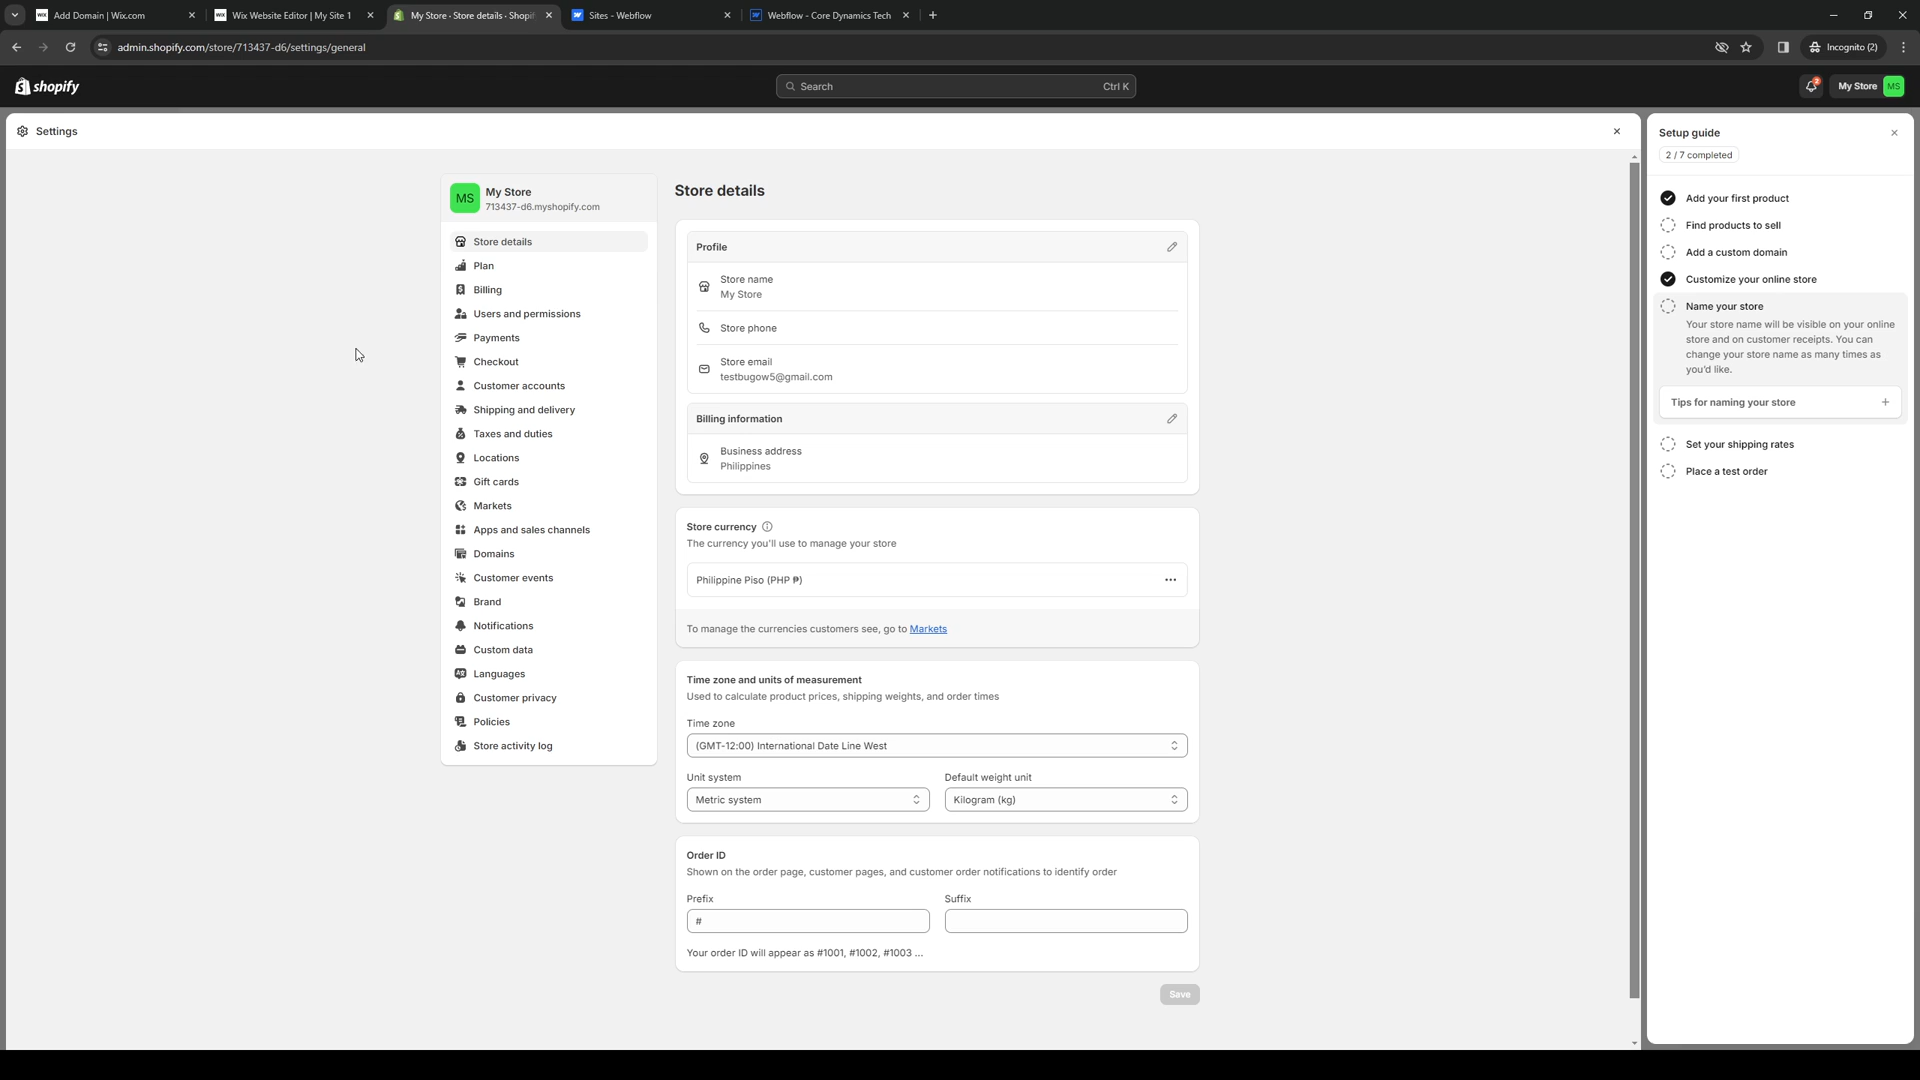 Add Domain | Wix.com
Wix Website Editor | My Site 1
My Store · Store details · Shopif
Sites - Webflow
Webflow - Core Dynamics Tech
admin.shopify.com/store/713437-d6/settings/general
Incognito (2)
shopify
Search
Ctrl K
2
My Store
MS
Settings
MS
My Store
713437-d6.myshopify.com
Store details
Plan
Billing
Users and permissions
Payments
Checkout
Customer accounts
Shipping and delivery
Taxes and duties
Locations
Gift cards
Markets
Apps and sales channels
Domains
Customer events
Brand
Notifications
Custom data
Languages
Customer privacy
Policies
Store activity log
Store details
Profile
Store name
My Store
Store phone
Store email
testbugow5@gmail.com
Billing information
Business address
Philippines
Store currency
The currency you'll use to manage your store
Philippine Piso (PHP ₱)
To manage the currencies customers see, go to Markets
Time zone and units of measurement
Used to calculate product prices, shipping weights, and order times
Time zone
(GMT-12:00) International Date Line West
Unit system
Default weight unit
Metric system
Kilogram (kg)
Order ID
Shown on the order page, customer pages, and customer order notifications to identify order
Prefix
Suffix
#
Your order ID will appear as #1001, #1002, #1003 ...
Save
Setup guide
2 / 7 completed
Add your first product
Find products to sell
Add a custom domain
Customize your online store
Name your store
Your store name will be visible on your online
store and on customer receipts. You can
change your store name as many times as
you'd like.
Tips for naming your store
Set your shipping rates
Place a test order